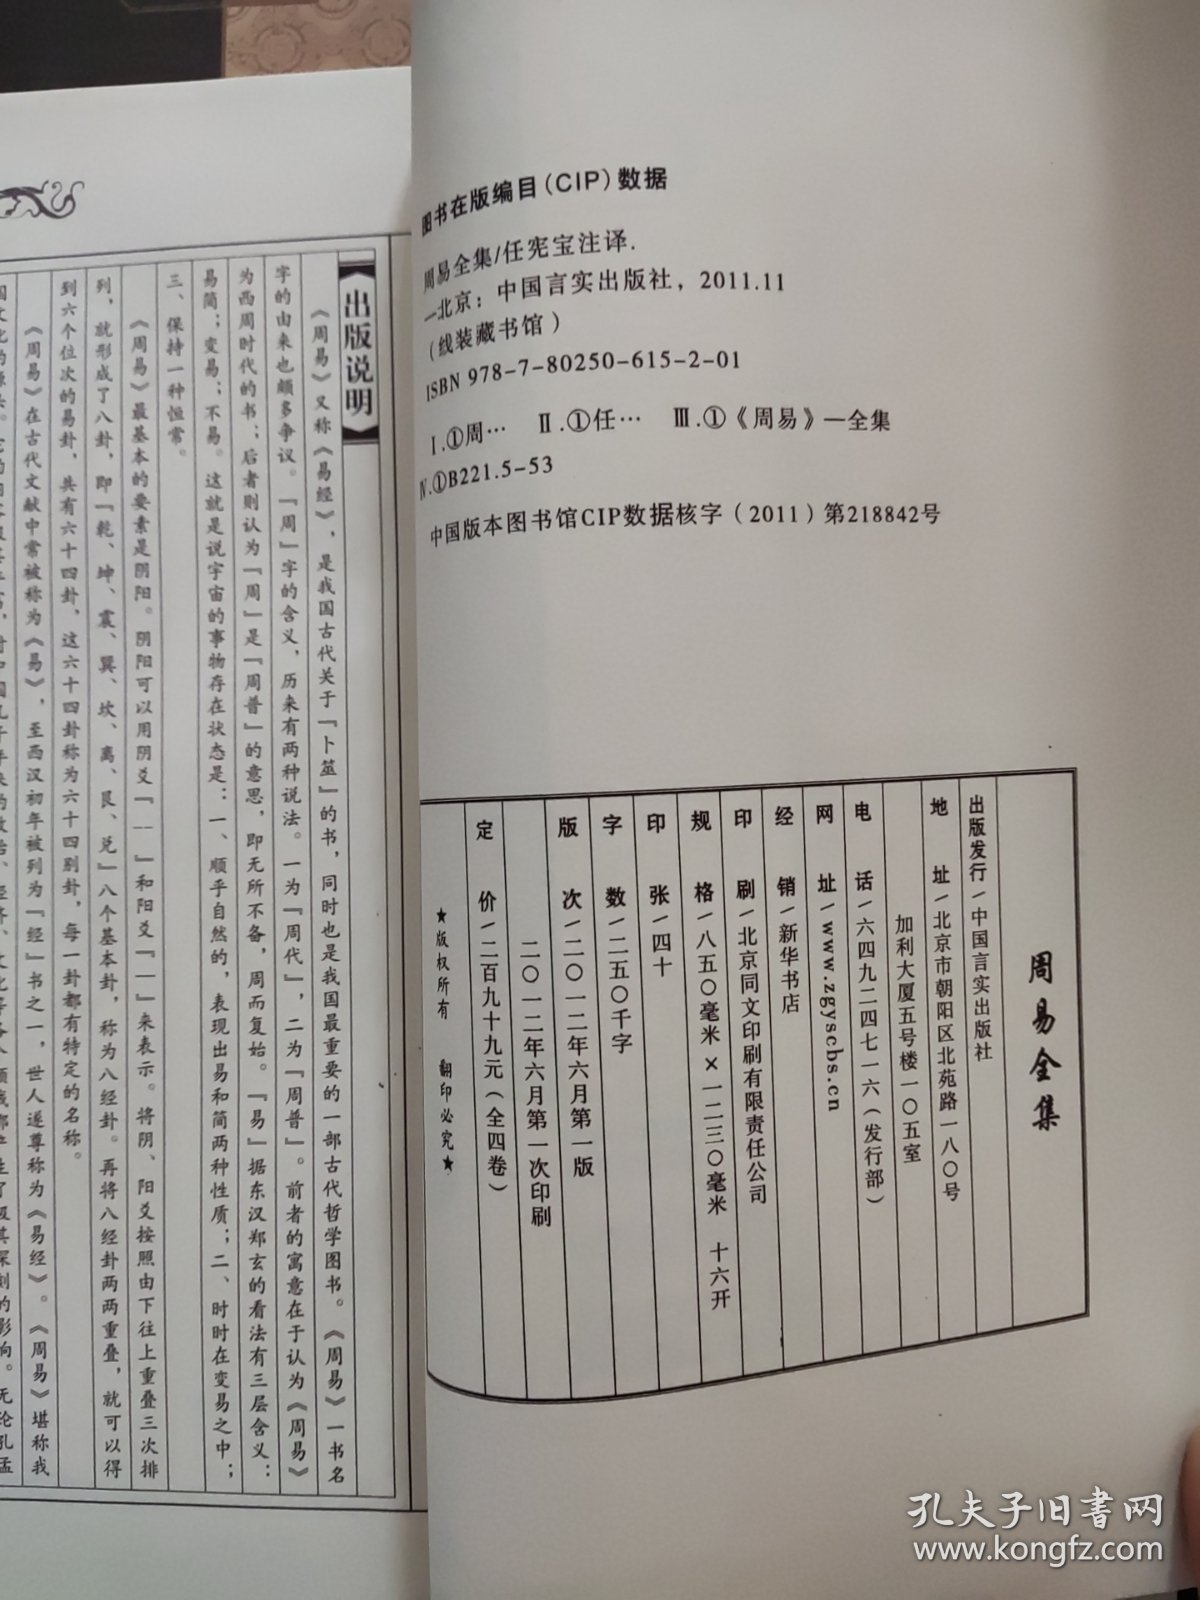 图书在版编目(CIP)数据
周易全集/任宪宝注译.
—北京：中国言实出版社，2011.11
(线装藏书馆)
ISBN 978-7-80250-615-2-01
Ⅰ.①周… Ⅱ.①任… Ⅲ.①《周易》—全集
Ⅳ.①B221.5-53
中国版本图书馆CIP数据核字(2011)第218842号
周易全集
出版发行/中国言实出版社
地 址/北京市朝阳区北苑路一八〇号
加利大厦五号楼一〇五室
电 话/六四九二四七一六(发行部)
网 址/www.zgyscbs.cn
经 销/新华书店
印 刷/北京同文印刷有限责任公司
规 格/八五〇毫米×一二三〇毫米 十六开
印 张/四十
字 数/二五〇千字
版 次/二〇一二年六月第一版
二〇一二年六月第一次印刷
定 价/二百九十九元(全四卷)
★版权所有 翻印必究★
出版说明
《周易》又称《易经》，是我国古代关于「卜筮」的书，同时也是我国最重要的一部古代哲学图书。《周易》一书名
字的由来也颇多争议。「周」字的含义，历来有两种说法。一为「周代」，二为「周普」。前者的寓意在于认为《周易》
为西周时代的书；后者则认为「周」是「周普」的意思，即无所不备，周而复始。「易」据东汉郑玄的看法有三层含义：
易简；变易；不易。这就是说宇宙的事物存在状态是：一、顺乎自然的，表现出易和简两种性质；二、时时在变易之中；
三、保持一种恒常。
《周易》最基本的要素是阴阳。阴阳可以用阴爻「--」和阳爻「—」来表示。将阴、阳爻按照由下往上重叠三次排
列，就形成了八卦，即「乾、坤、震、巽、坎、离、艮、兑」八个基本卦，称为八经卦。再将八经卦两两重叠，就可以得
到六个位次的易卦，共有六十四卦，这六十四卦称为六十四别卦，每一卦都有特定的名称。
《周易》在古代文献中常被称为《易》，至西汉初年被列为「经」书之一，世人遂尊称为《易经》。《周易》堪称我
孔夫子旧书网
www.kongfz.com